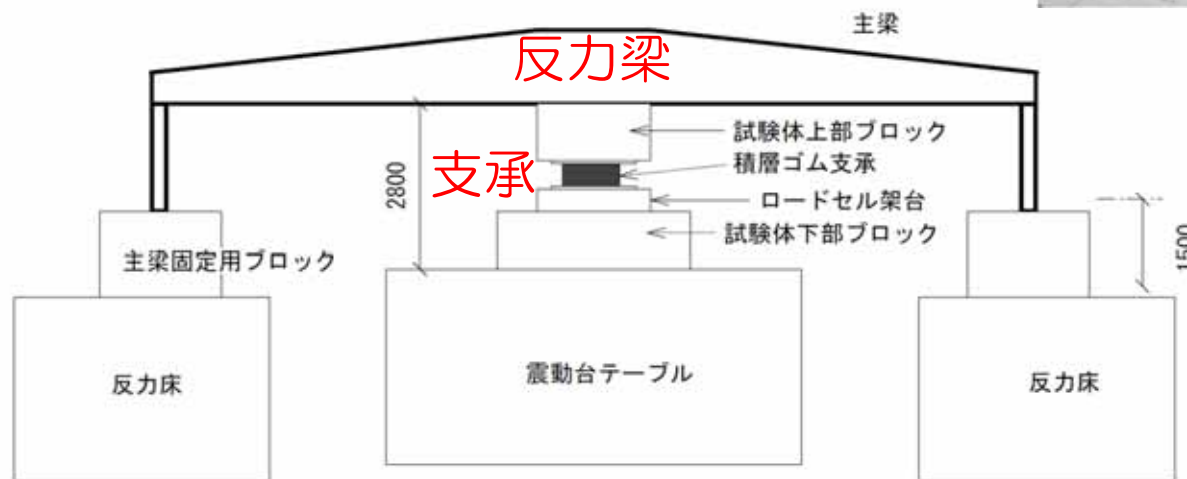 主梁
反力梁
試験体上部ブロック
積層ゴム支承
支承
2800
ロードセル架台
試験体下部ブロック
1500
主梁固定用ブロック
反力床
震動台テーブル
反力床